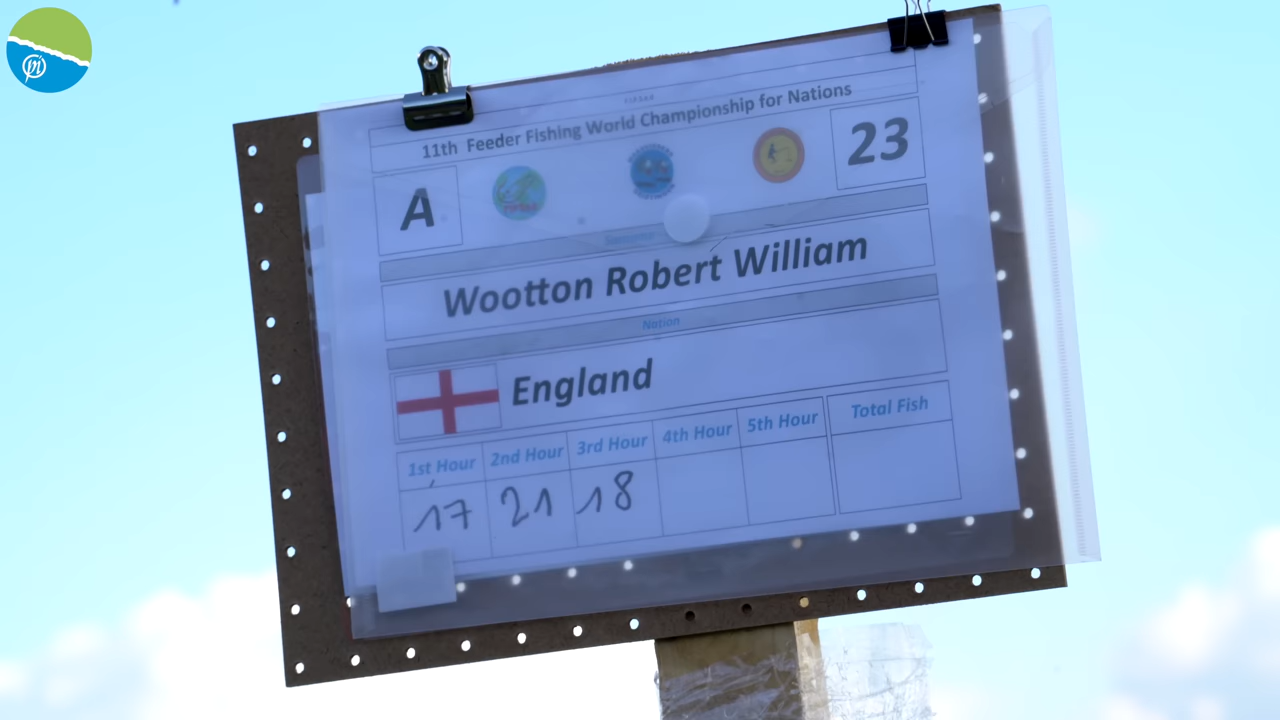 FIPSED
11th Feeder Fishing World Championship for Nations
A
23
Wootton Robert William
Nation
England
1st Hour 2nd Hour 3rd Hour 4th Hour 5th Hour Total Fish
17 21 18